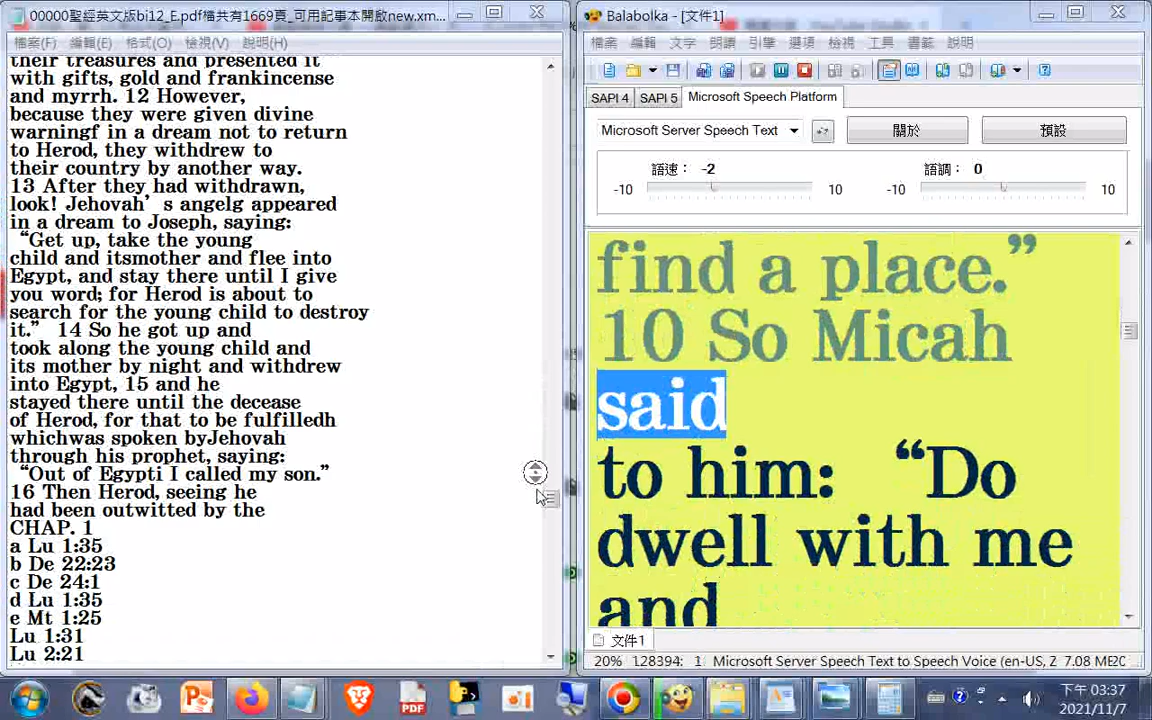 00000聖經英文版bi12_E.pdf檔共有1669頁_可用記事本開啟new.xm...
檔案(F) 編輯(E) 格式(O) 檢視(V) 說明(H)
their treasures and presented it
with gifts, gold and frankincense
and myrrh. 12 However,
because they were given divine
warningf in a dream not to return
to Herod, they withdrew to
their country by another way.
13 After they had withdrawn,
look! Jehovah’s angelg appeared
in a dream to Joseph, saying:
“Get up, take the young
child and itsmother and flee into
Egypt, and stay there until I give
you word; for Herod is about to
search for the young child to destroy
it.” 14 So he got up and
took along the young child and
its mother by night and withdrew
into Egypt, 15 and he
stayed there until the decease
of Herod, for that to be fulfilledh
whichwas spoken byJehovah
through his prophet, saying:
“Out of Egypti I called my son.”
16 Then Herod, seeing he
had been outwitted by the
CHAP. 1
a Lu 1:35
b De 22:23
c De 24:1
d Lu 1:35
e Mt 1:25
Lu 1:31
Lu 2:21
Balabolka - [文件1]
檔案 編輯 文字 朗讀 引擎 選項 檢視 工具 書籤 說明
SAPI 4 SAPI 5 Microsoft Speech Platform
Microsoft Server Speech Text 關於 預設
語速: -2 語調: 0
-10 10 -10 10
find a place.”
10 So Micah
said
to him: “Do
dwell with me
and
文件1
20% 128394: 1 Microsoft Server Speech Text to Speech Voice (en-US, 2 7.08 ME
下午 03:37
2021/11/7